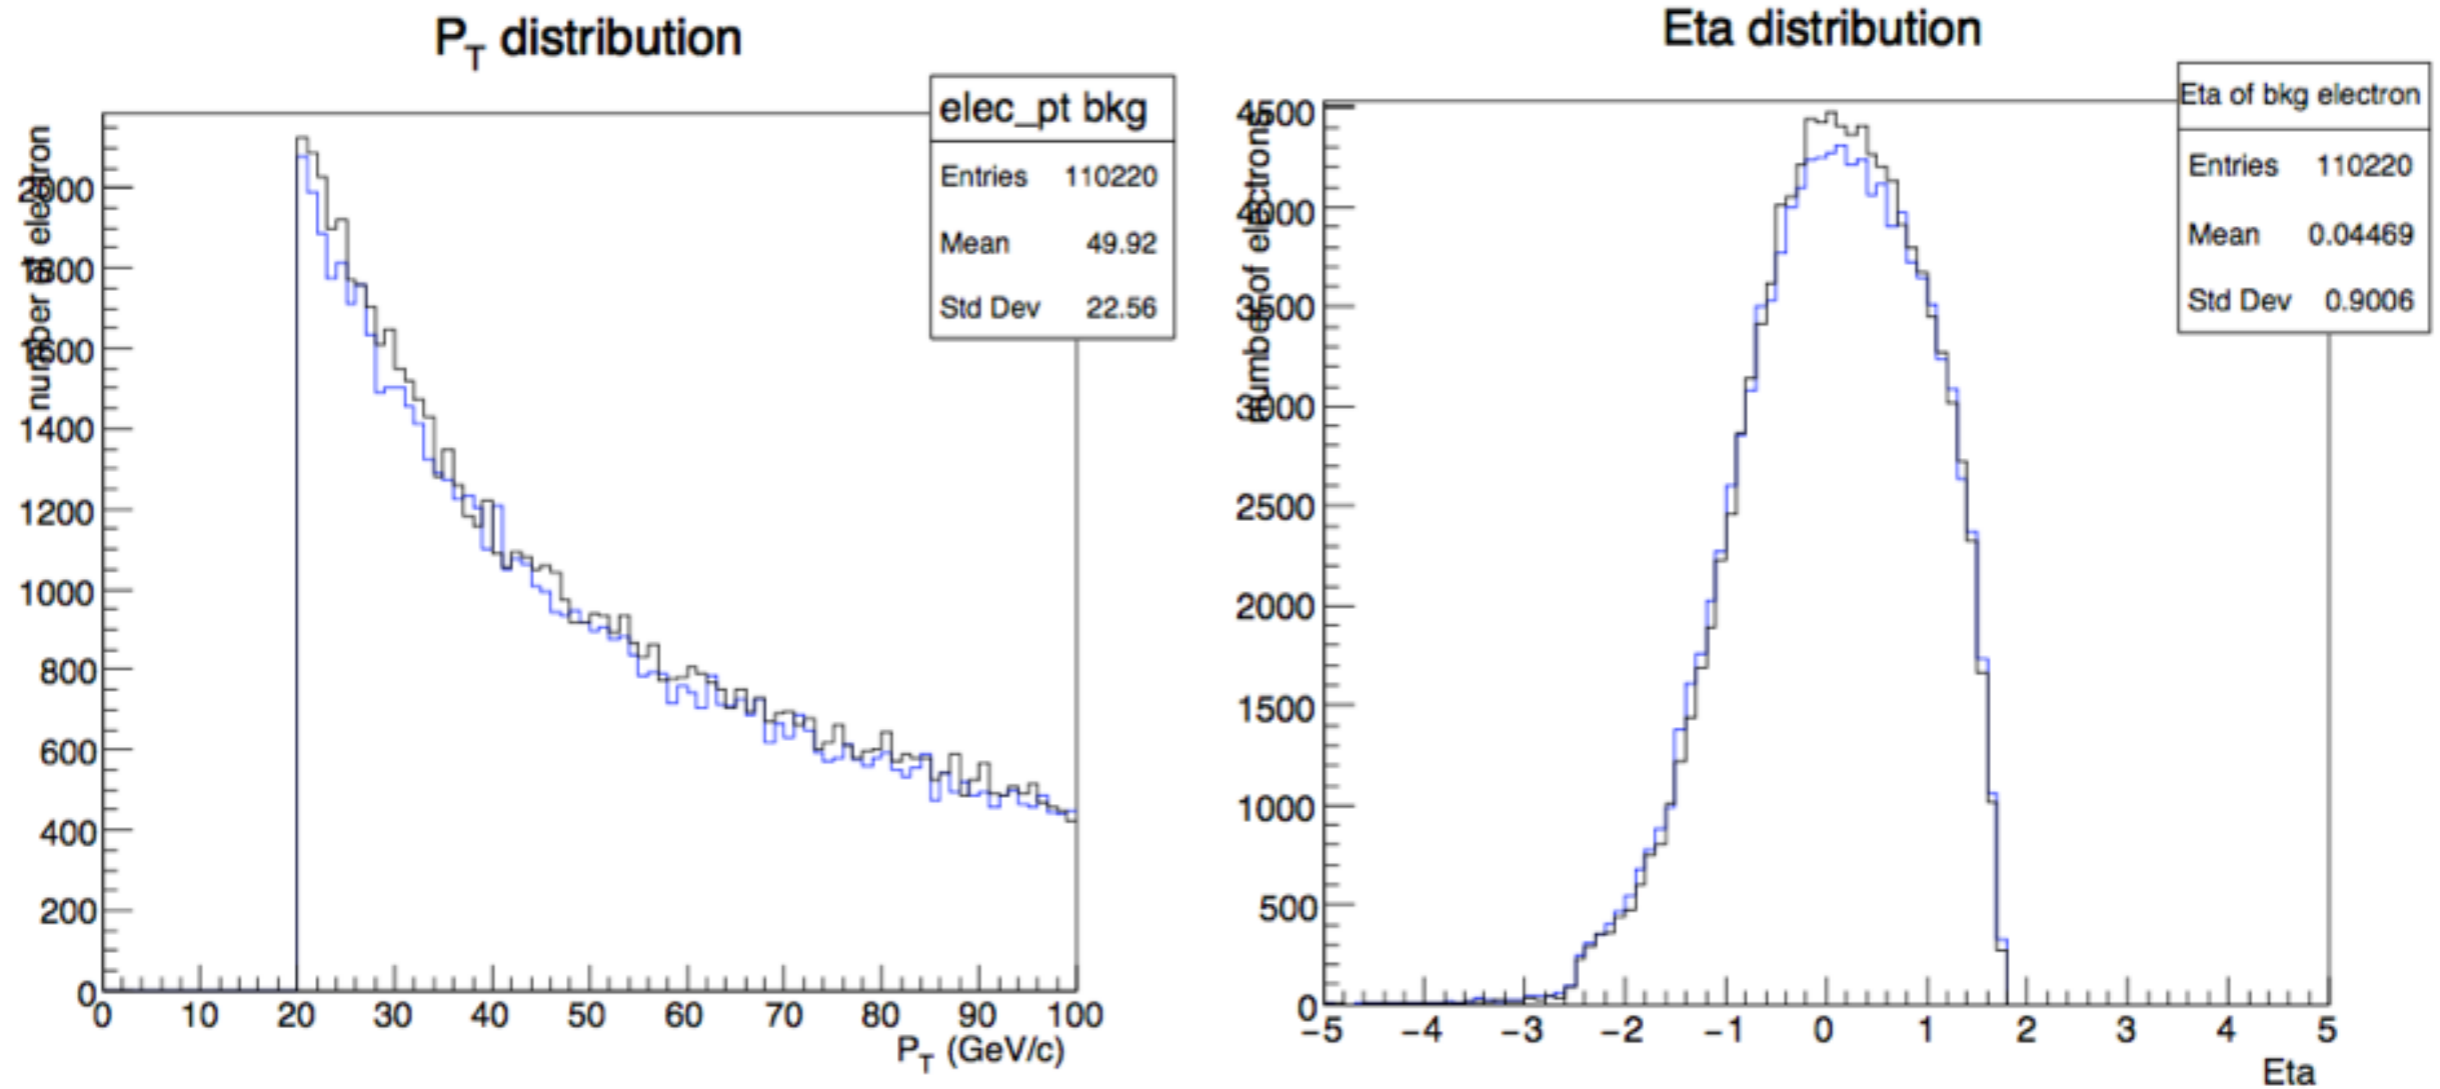 P_T distribution
elec_pt bkg
Entries 110220
Mean 49.92
Std Dev 22.56
number of electron
2000
1800
1600
1400
1200
1000
800
600
400
200
0
0 10 20 30 40 50 60 70 80 90 100
P_T (GeV/c)
Eta distribution
Eta of bkg electron
Entries 110220
Mean 0.04469
Std Dev 0.9006
number of electrons
4500
4000
3500
3000
2500
2000
1500
1000
500
0
−5 −4 −3 −2 −1 0 1 2 3 4 5
Eta